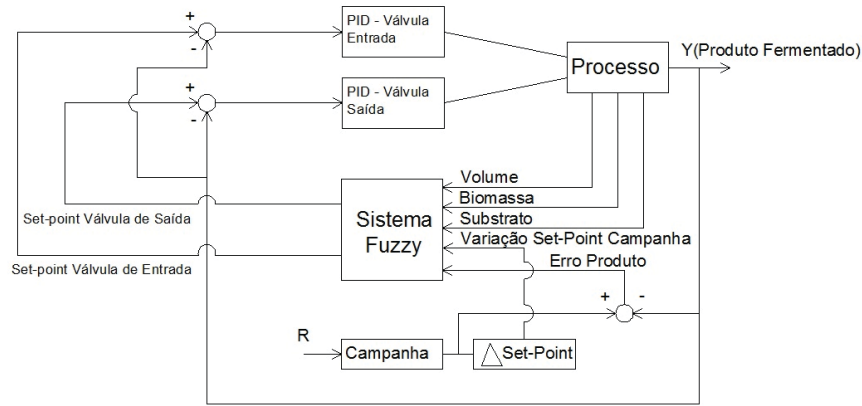 +
-
PID - Válvula
Entrada
+
-
PID - Válvula
Saída
Processo
Y(Produto Fermentado)
Volume
Biomassa
Substrato
Variação Set-Point Campanha
Erro Produto
Sistema
Fuzzy
Set-point Válvula de Saída
Set-point Válvula de Entrada
+
-
R
Campanha
△Set-Point